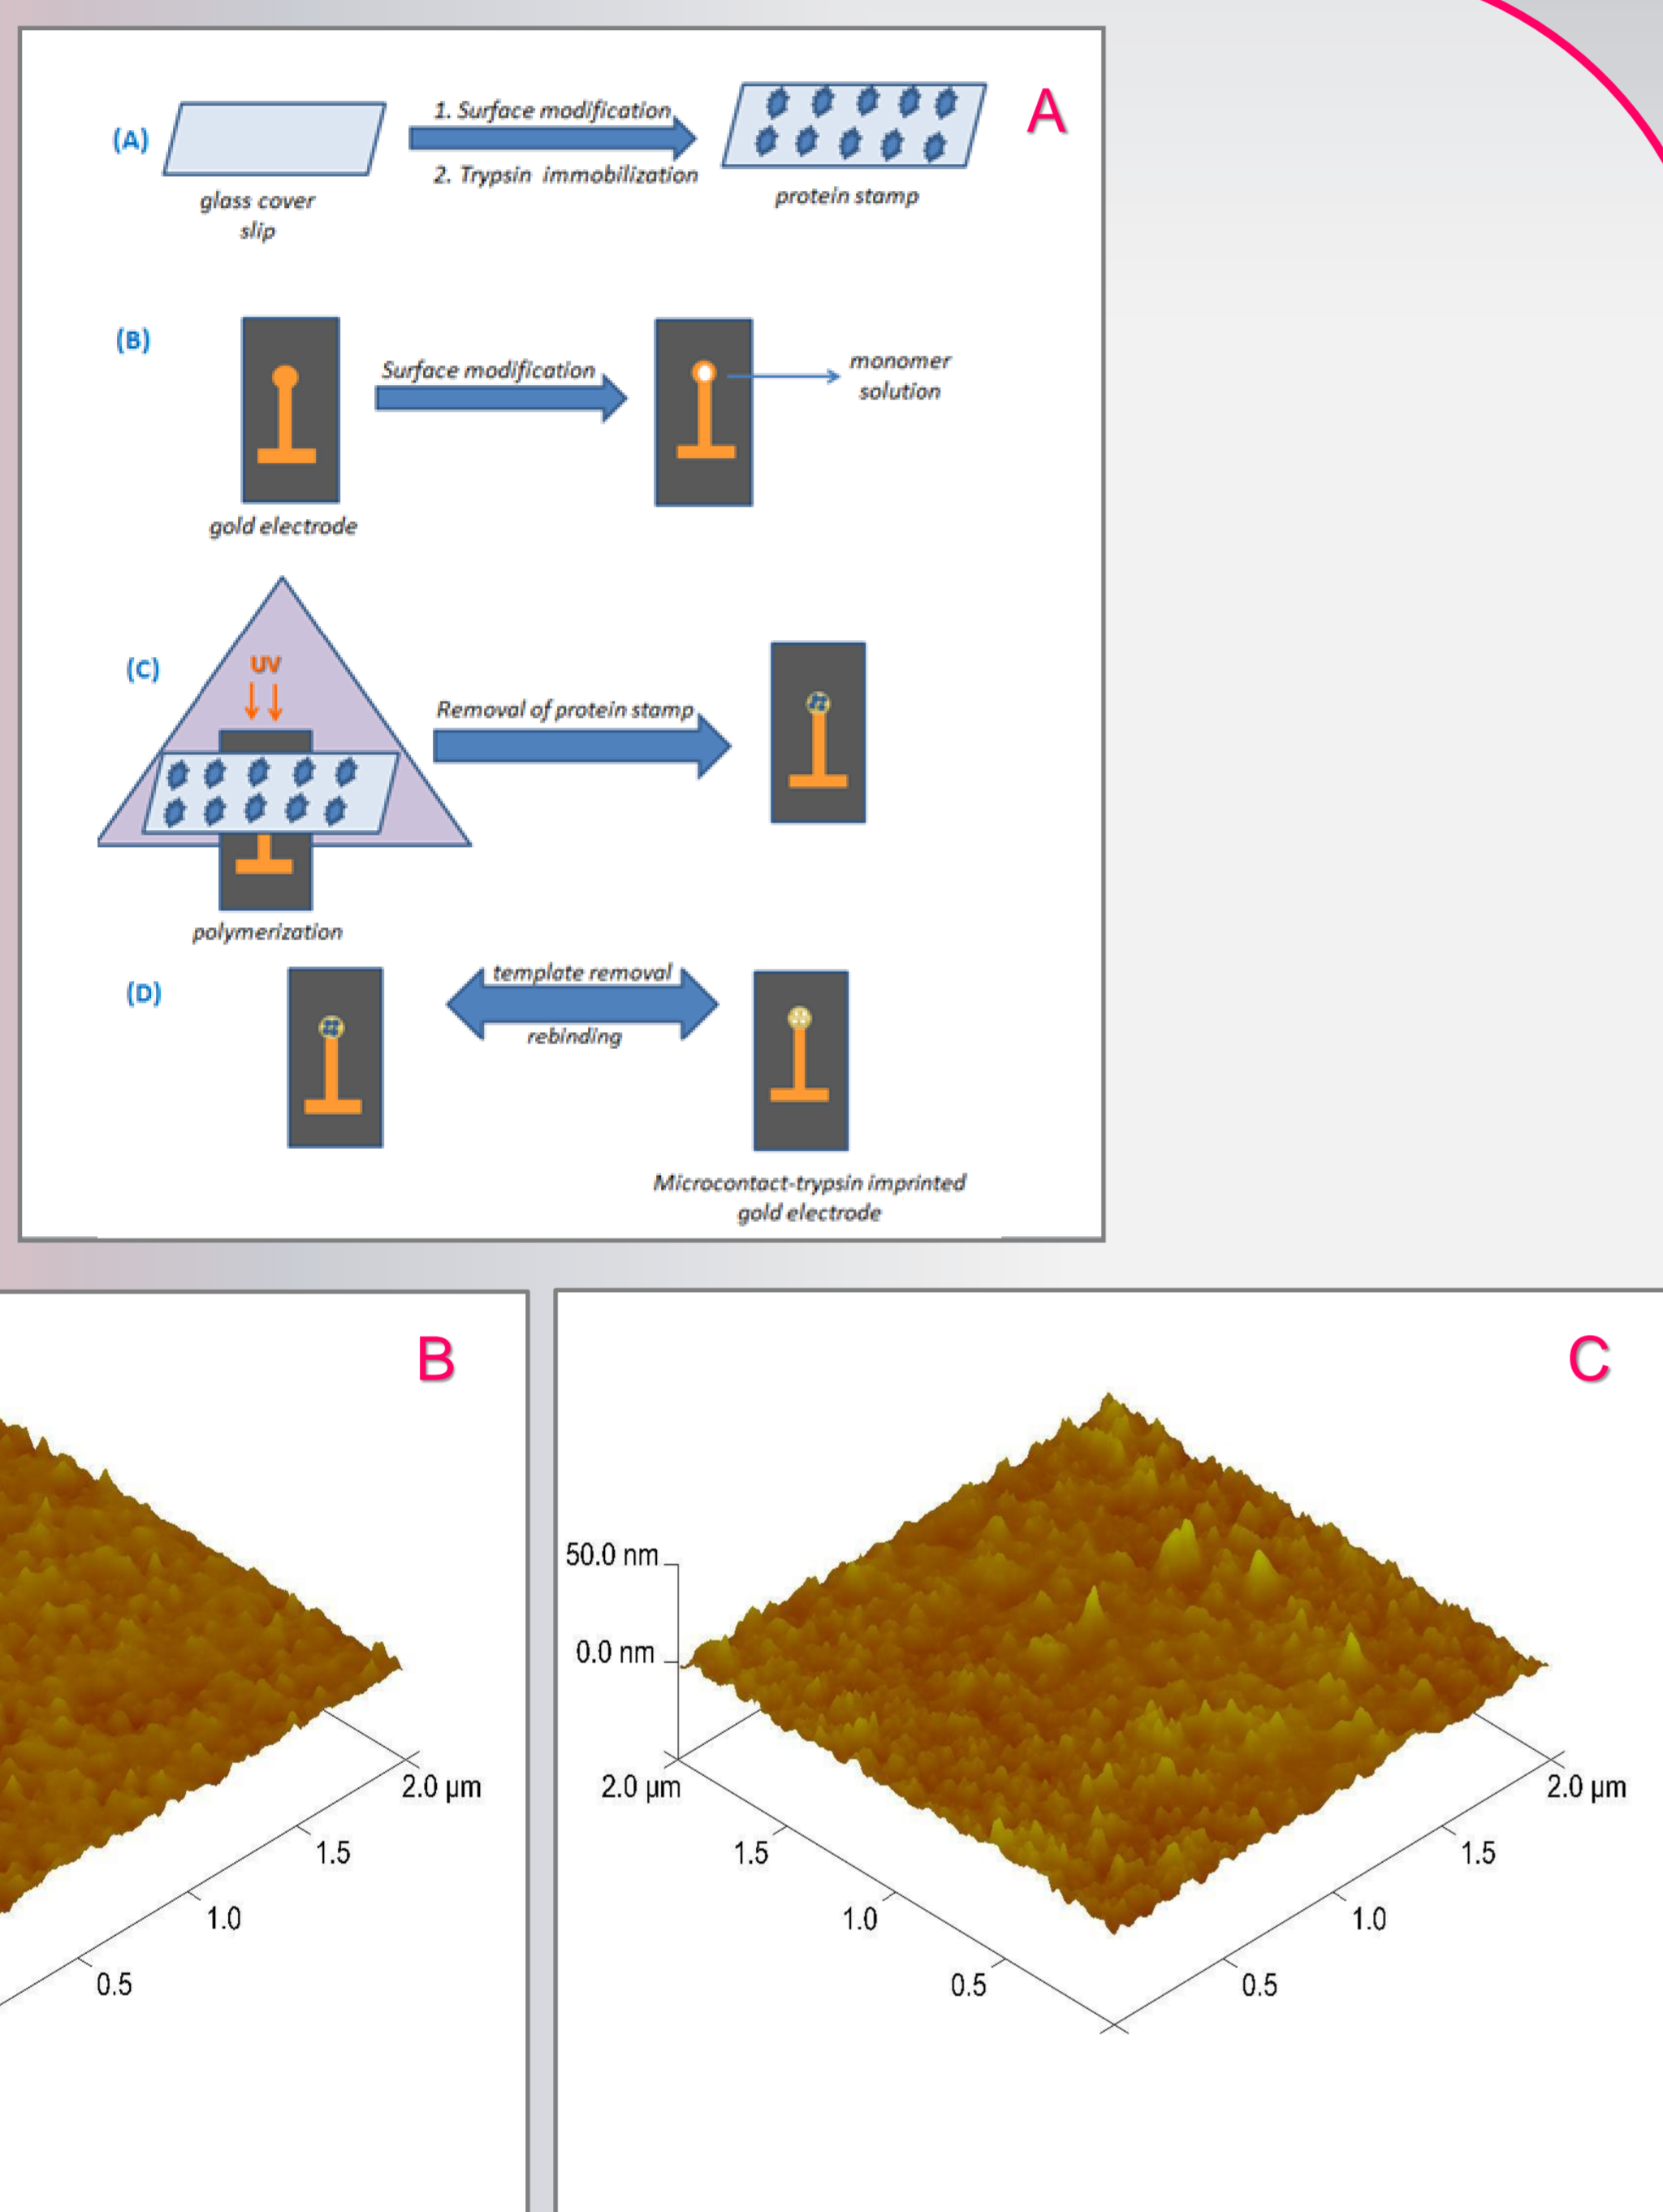 A
(A)
1. Surface modification
2. Trypsin immobilization
glass cover
slip
protein stamp
(B)
Surface modification
monomer
solution
gold electrode
(C)
UV
Removal of protein stamp
polymerization
(D)
template removal
rebinding
Microcontact-trypsin imprinted
gold electrode
B
2.0 µm
1.5
1.0
0.5
C
50.0 nm
0.0 nm
2.0 µm
1.5
1.0
0.5
2.0 µm
1.5
1.0
0.5